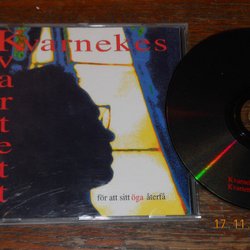 Kvarnekes
Kvartett
för att sitt öga återfå
17. 11